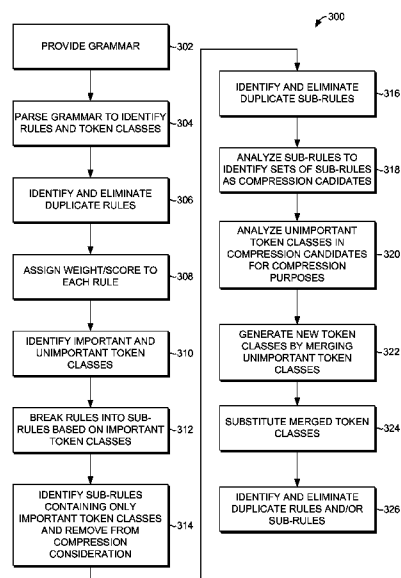 300
PROVIDE GRAMMAR
302
PARSE GRAMMAR TO IDENTIFY
RULES AND TOKEN CLASSES
304
IDENTIFY AND ELIMINATE
DUPLICATE RULES
306
ASSIGN WEIGHT/SCORE TO
EACH RULE
308
IDENTIFY IMPORTANT AND
UNIMPORTANT TOKEN
CLASSES
310
BREAK RULES INTO SUB-
RULES BASED ON IMPORTANT
TOKEN CLASSES
312
IDENTIFY SUB-RULES
CONTAINING ONLY
IMPORTANT TOKEN CLASSES
AND REMOVE FROM
COMPRESSION
CONSIDERATION
314
IDENTIFY AND ELIMINATE
DUPLICATE SUB-RULES
316
ANALYZE SUB-RULES TO
IDENTIFY SETS OF SUB-RULES
AS COMPRESSION CADIDATES
318
ANALYZE UNIMPORTANT
TOKEN CLASSES IN
COMPRESSION CANDIDATES
FOR COMPRESSION
PURPOSES
320
GENERATE NEW TOKEN
CLASSES BY MERGING
UNIMPORTANT TOKEN
CLASSES
322
SUBSTITUTE MERGED TOKEN
CLASSES
324
IDENTIFY AND ELIMINATE
DUPLICATE RULES AND/OR
SUB-RULES
326